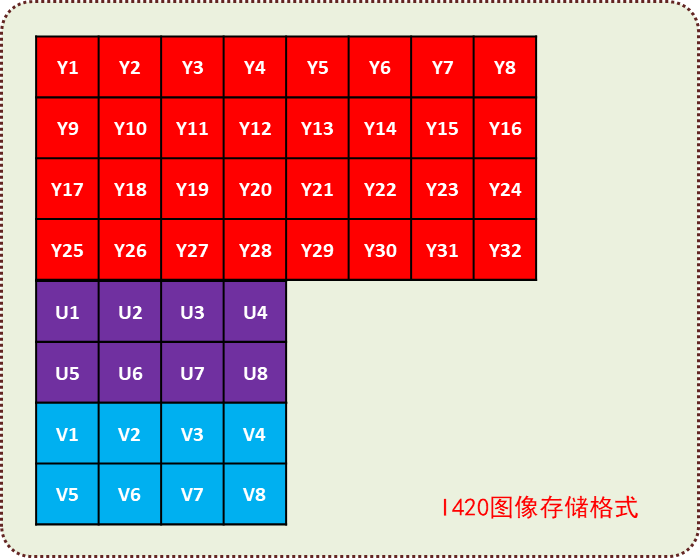 Y1 Y2 Y3 Y4 Y5 Y6 Y7 Y8
Y9 Y10 Y11 Y12 Y13 Y14 Y15 Y16
Y17 Y18 Y19 Y20 Y21 Y22 Y23 Y24
Y25 Y26 Y27 Y28 Y29 Y30 Y31 Y32
U1 U2 U3 U4
U5 U6 U7 U8
V1 V2 V3 V4
V5 V6 V7 V8
I420图像存储格式